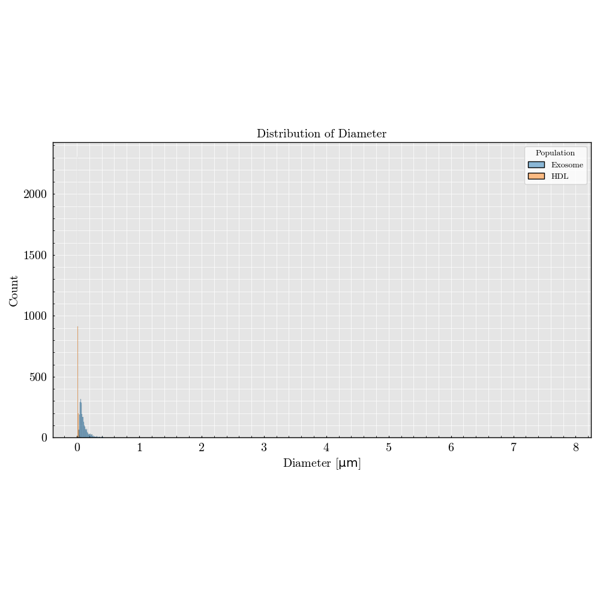 Distribution of Diameter
Population
Exosome
HDL
Count
2000
1500
1000
500
0
0 1 2 3 4 5 6 7 8
Diameter [µm]